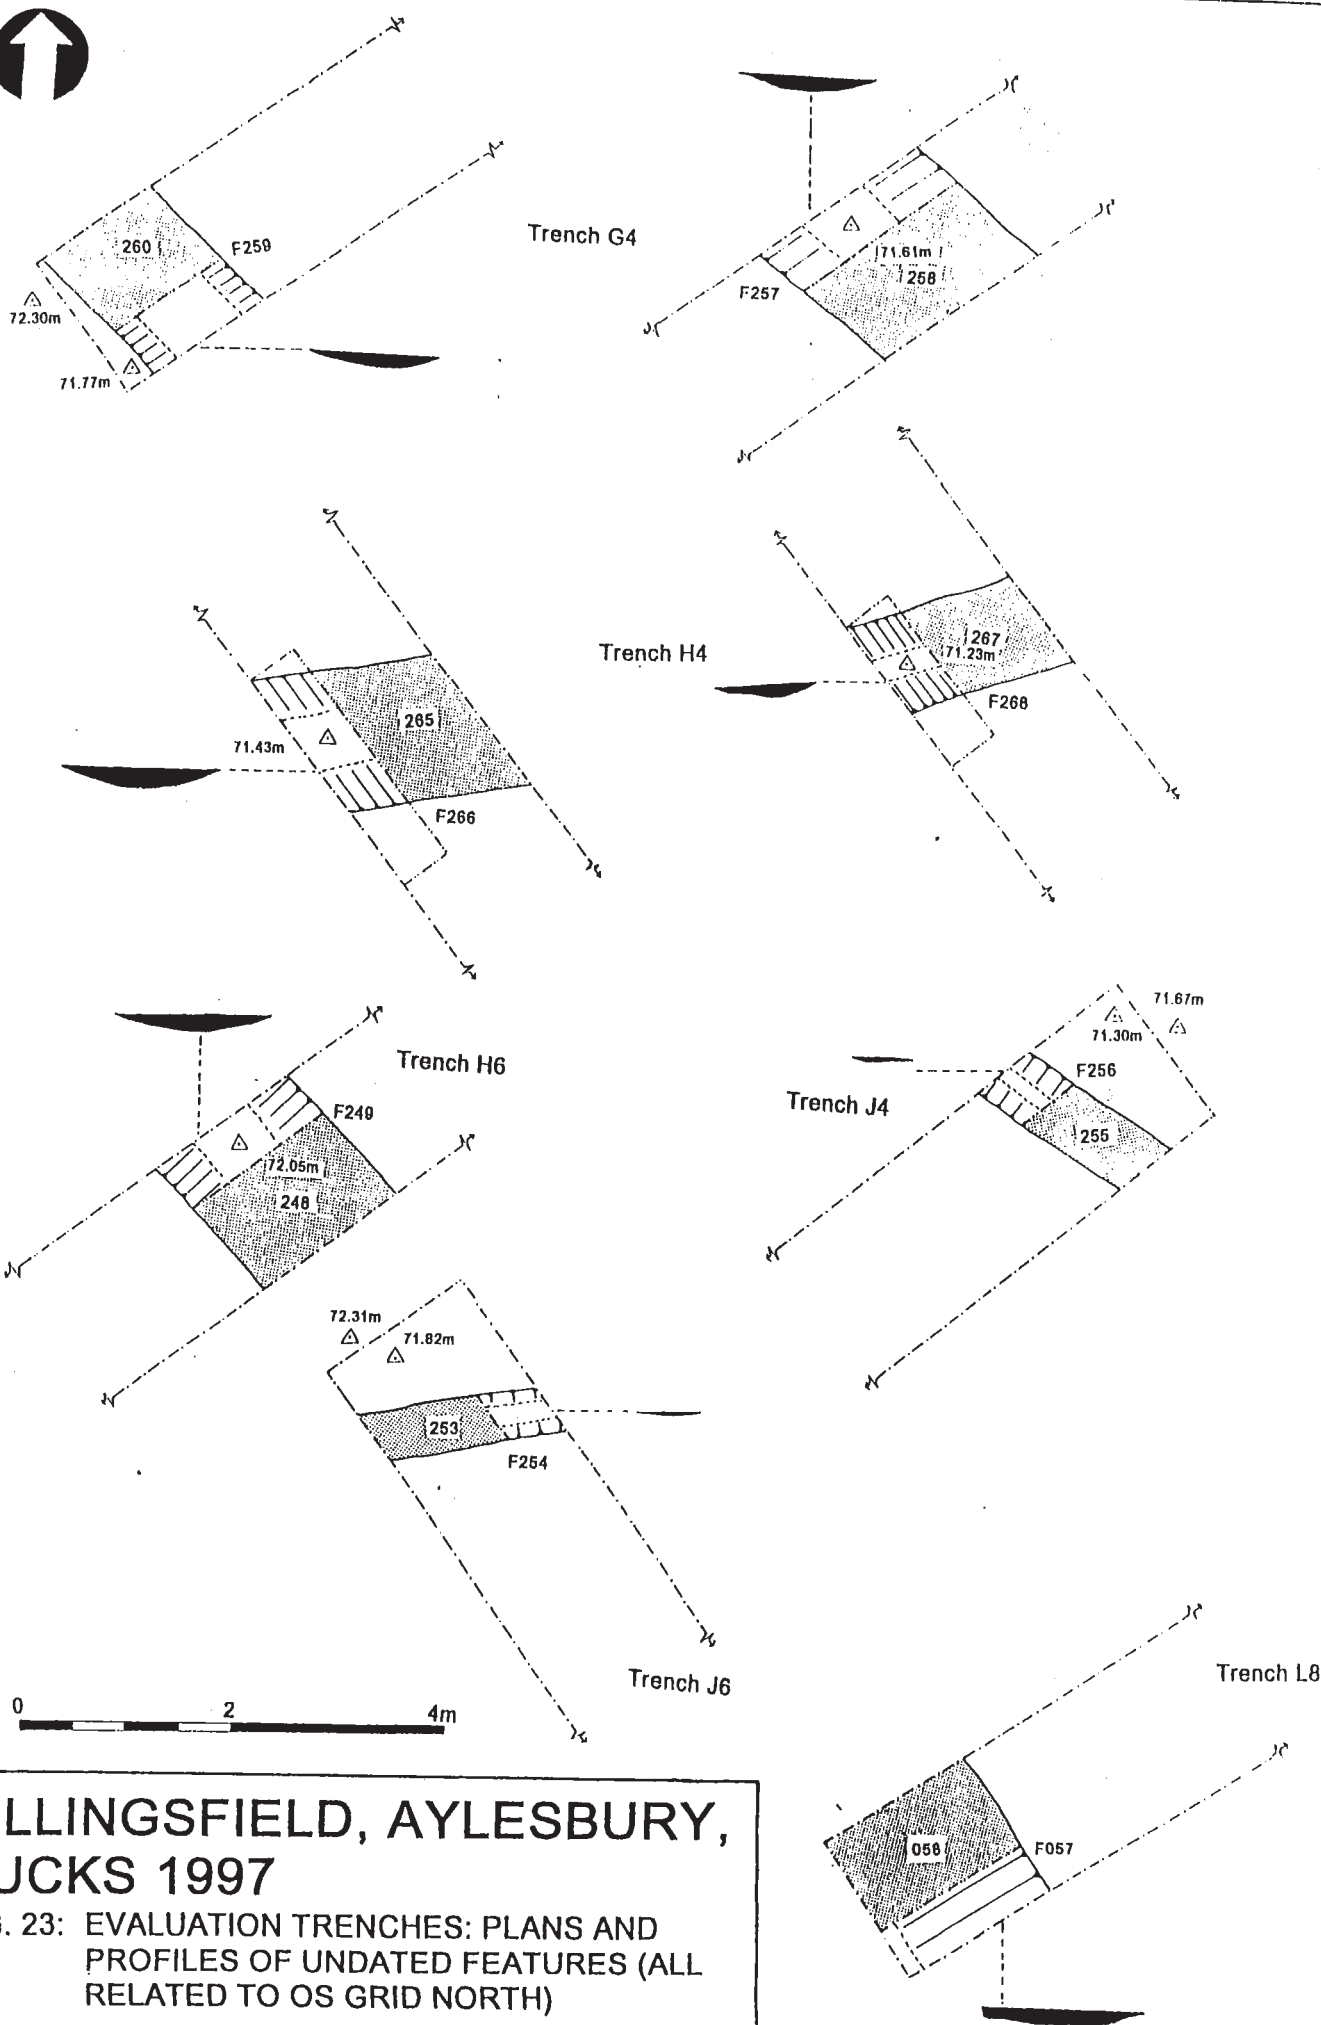 260
F259
Trench G4
72.30m
71.77m
71.61m
258
F257
Trench H4
265
71.43m
F266
267
71.23m
F268
Trench H6
F249
72.05m
248
71.67m
71.30m
F256
Trench J4
255
72.31m
71.82m
253
F254
Trench J6
Trench L8
0 2 4m
F057
LLINGSFIELD, AYLESBURY,
UCKS 1997
. 23: EVALUATION TRENCHES: PLANS AND
PROFILES OF UNDATED FEATURES (ALL
RELATED TO OS GRID NORTH)